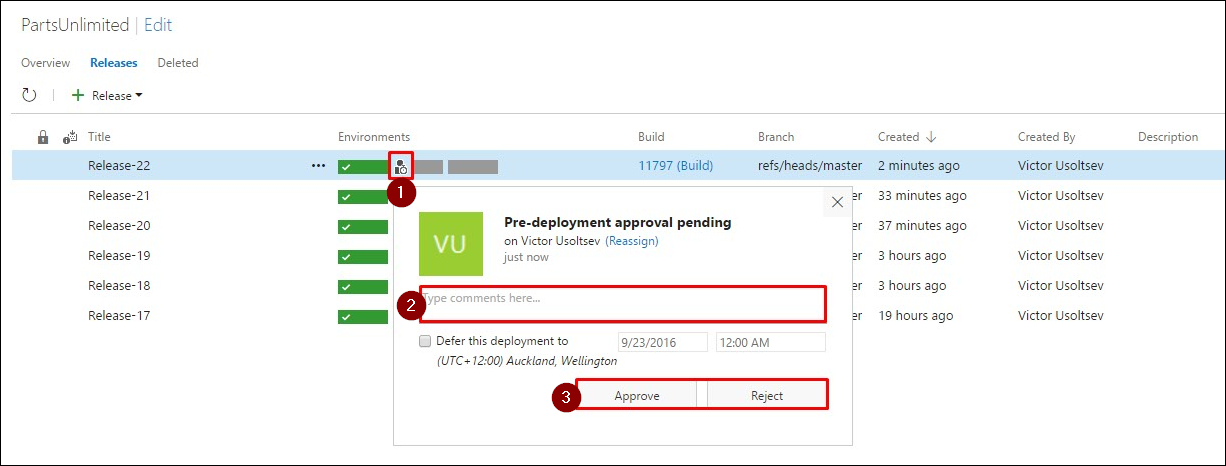 PartsUnlimited | Edit
Overview Releases Deleted
+ Release
Title Environments Build Branch Created Created By Description
Release-22 ... 11797 (Build) refs/heads/master 2 minutes ago Victor Usoltsev
1
Release-21 er 33 minutes ago Victor Usoltsev
Release-20 er 37 minutes ago Victor Usoltsev
Release-19 er 3 hours ago Victor Usoltsev
Release-18 er 3 hours ago Victor Usoltsev
Release-17 er 19 hours ago Victor Usoltsev
VU
Pre-deployment approval pending
on Victor Usoltsev (Reassign)
just now
2 Type comments here...
Defer this deployment to 9/23/2016 12:00 AM
(UTC+12:00) Auckland, Wellington
3 Approve Reject